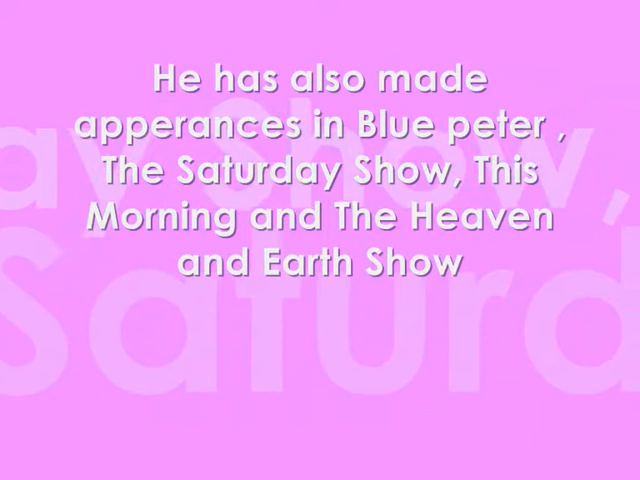 He has also made
apperances in Blue peter ,
The Saturday Show, This
Morning and The Heaven
and Earth Show
ay Show,
Saturd